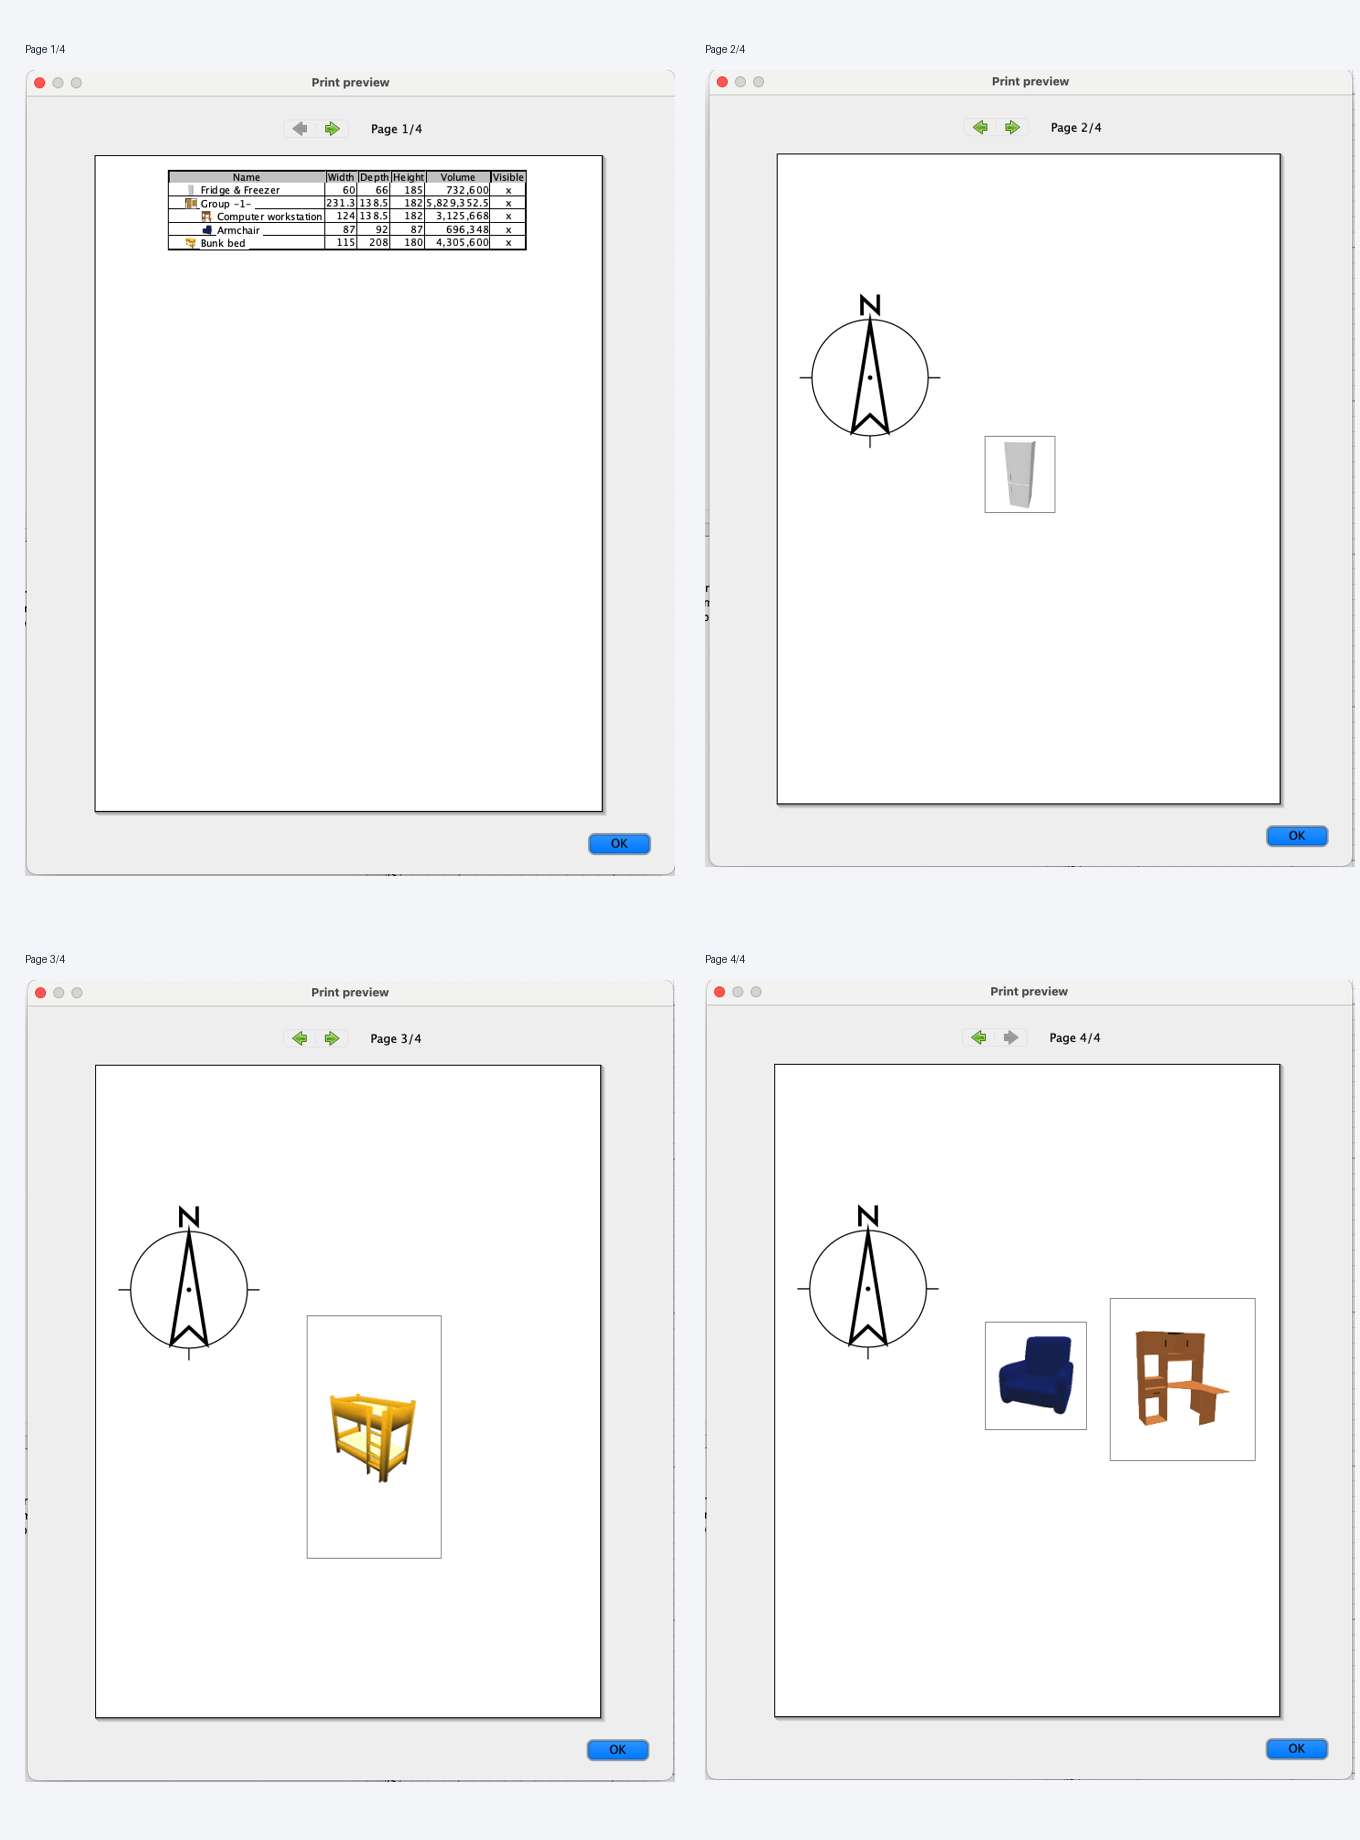 Page 1/4
Print preview
Page 1/4
Name Width Depth Height Volume Visible
Fridge & Freezer 60 66 185 732,600 x
Group -1- 231.3 138.5 182 5,829,352.5 x
Computer workstation 124 138.5 182 3,125,668 x
Armchair 87 92 87 696,348 x
Bunk bed 115 208 180 4,305,600 x
OK
Page 2/4
Print preview
Page 2/4
N
OK
Page 3/4
Print preview
Page 3/4
N
OK
Page 4/4
Print preview
Page 4/4
N
OK